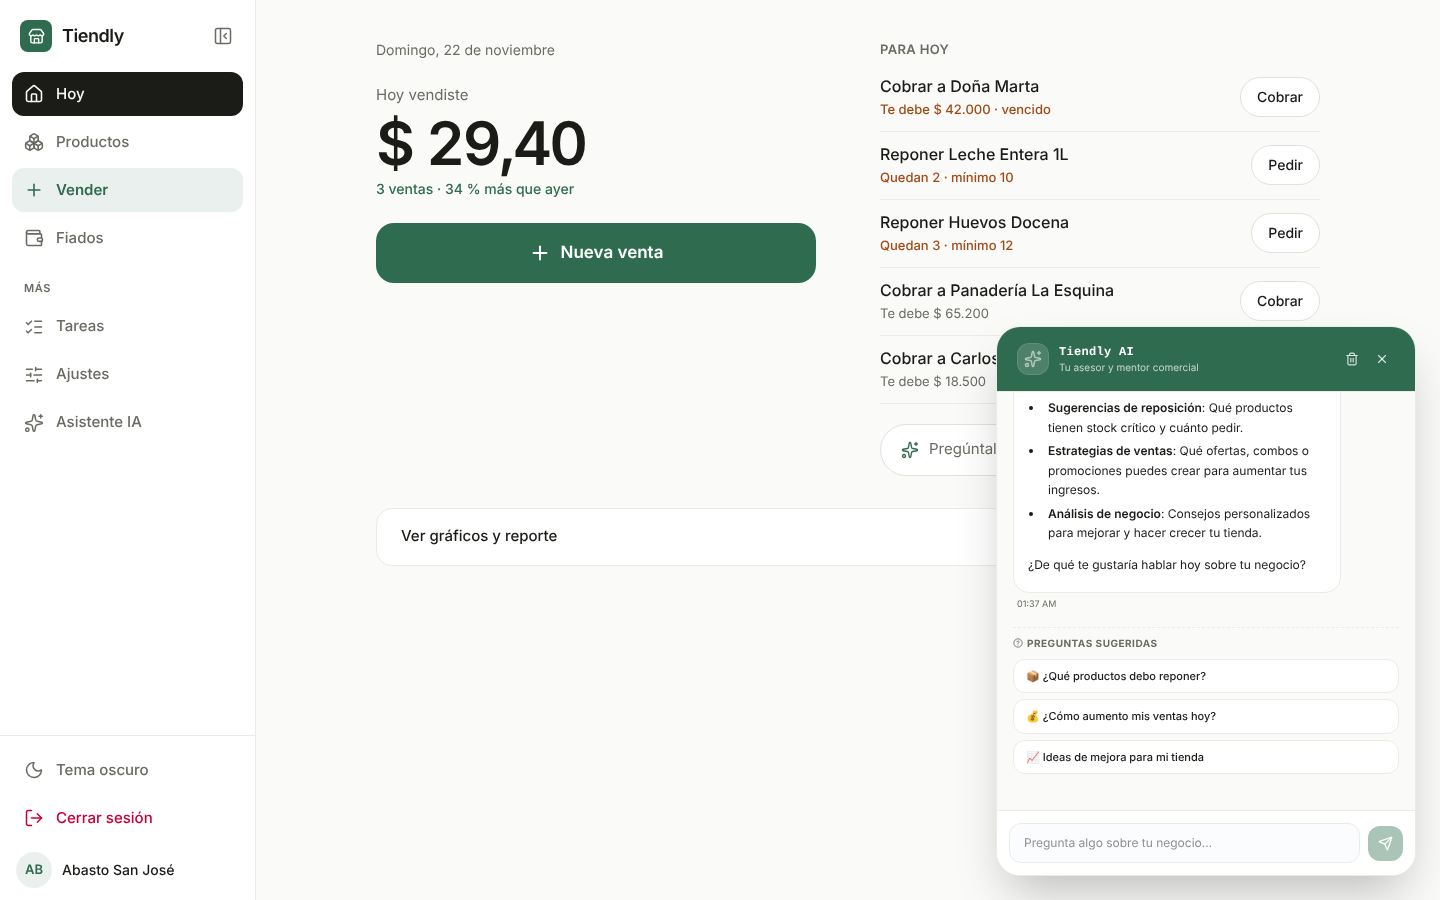 Tiendly
Hoy
Productos
Vender
Fiados
MÁS
Tareas
Ajustes
Asistente IA
Tema oscuro
Cerrar sesión
AB
Abasto San José
Domingo, 22 de noviembre
Hoy vendiste
$ 29,40
3 ventas · 34 % más que ayer
Nueva venta
PARA HOY
Cobrar a Doña Marta
Te debe $ 42.000 · vencido
Cobrar
Reponer Leche Entera 1L
Quedan 2 · mínimo 10
Pedir
Reponer Huevos Docena
Quedan 3 · mínimo 12
Pedir
Cobrar a Panadería La Esquina
Te debe $ 65.200
Cobrar
Cobrar a Carlos
Te debe $ 18.500
Pregúntal
Ver gráficos y reporte
Tiendly AI
Tu asesor y mentor comercial
• Sugerencias de reposición: Qué productos
tienen stock crítico y cuánto pedir.
• Estrategias de ventas: Qué ofertas, combos o
promociones puedes crear para aumentar tus
ingresos.
• Análisis de negocio: Consejos personalizados
para mejorar y hacer crecer tu tienda.
¿De qué te gustaría hablar hoy sobre tu negocio?
01:37 AM
PREGUNTAS SUGERIDAS
📦 ¿Qué productos debo reponer?
💰 ¿Cómo aumento mis ventas hoy?
📈 Ideas de mejora para mi tienda
Pregunta algo sobre tu negocio...